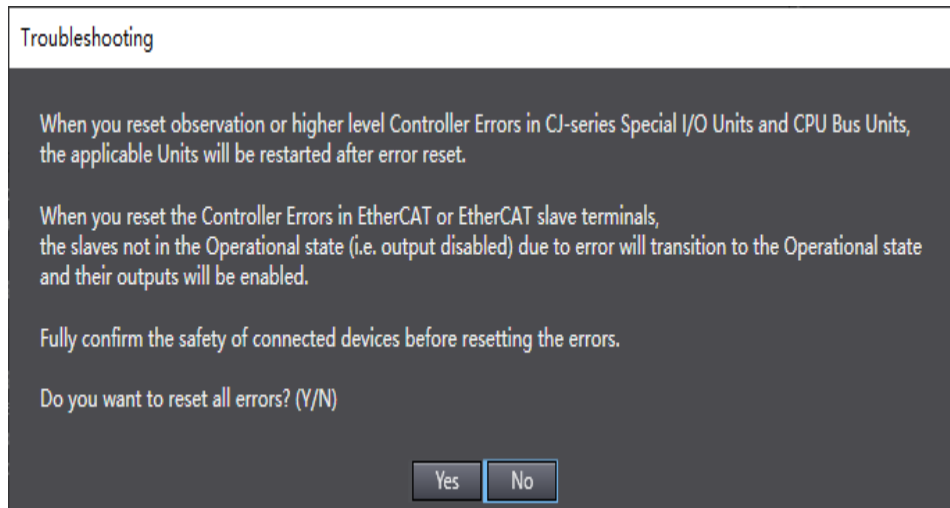 Troubleshooting
When you reset observation or higher level Controller Errors in CJ-series Special I/O Units and CPU Bus Units,
the applicable Units will be restarted after error reset.
When you reset the Controller Errors in EtherCAT or EtherCAT slave terminals,
the slaves not in the Operational state (i.e. output disabled) due to error will transition to the Operational state
and their outputs will be enabled.
Fully confirm the safety of connected devices before resetting the errors.
Do you want to reset all errors? (Y/N)
Yes No